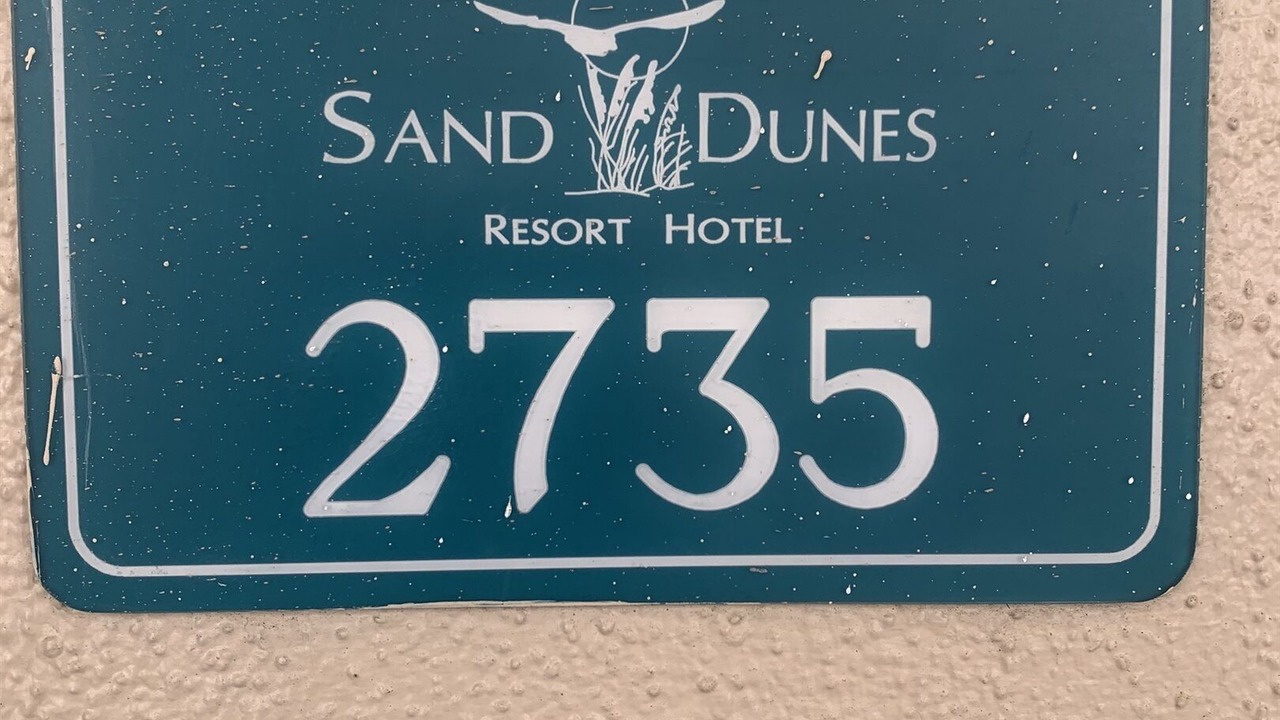 SAND DUNES
RESORT HOTEL
2735